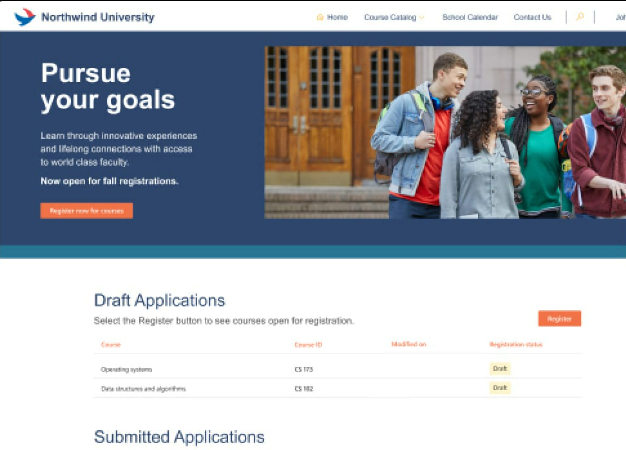 Northwind University
Home Course Catalog School Calendar Contact Us
Pursue
your goals
Learn through innovative experiences
and lifelong connections with access
to world class faculty.
Now open for fall registrations.
Register now for courses
Draft Applications
Select the Register button to see courses open for registration.
Register
Course Course ID Modified on Registration status
Operating systems CS 173 Draft
Data structures and algorithms CS 102 Draft
Submitted Applications